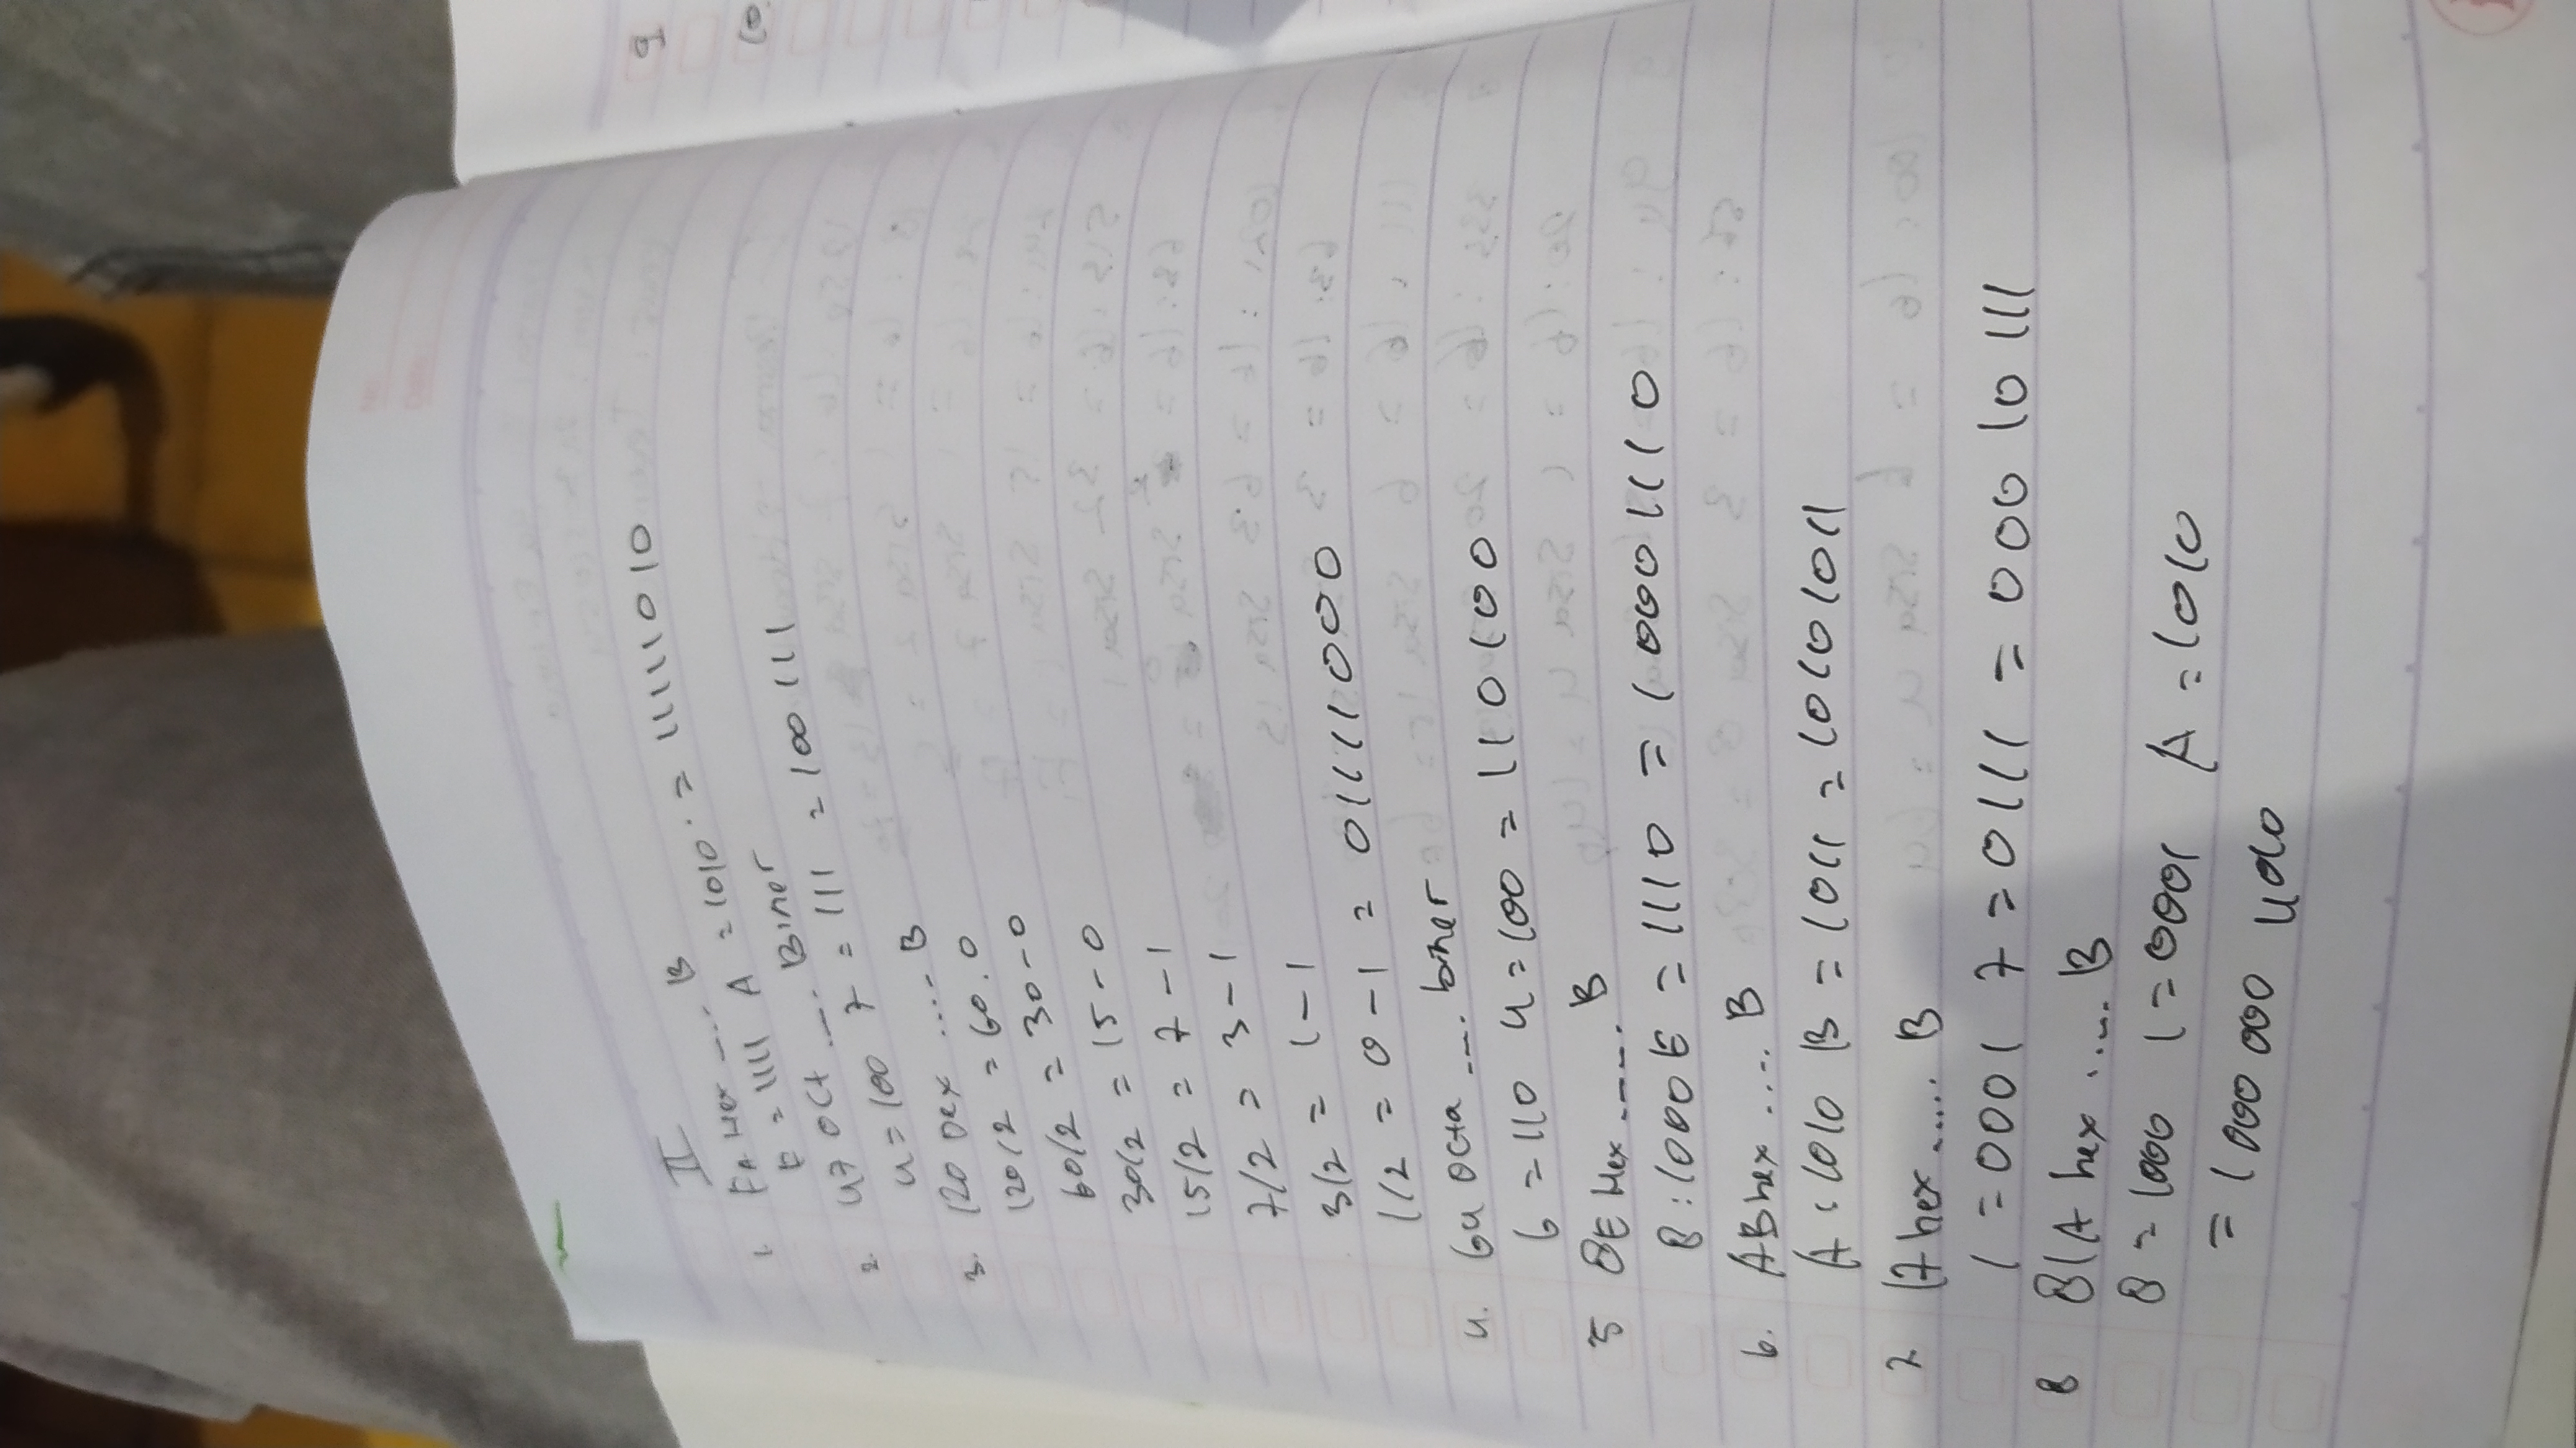 II
1. FA Hex .... B
F = 1111 A = 1010 . = 11111010
2. 47 Oct .... Biner
4 = 100 7 = 111 = 100111
3. 120 Dex ..... B
120/2 = 60.0
60/2 = 30-0
30/2 = 15-0
15/2 = 7-1
7/2 = 3-1
3/2 = 1-1
1/2 = 0-1 = 01111000
4. 64 Octa .... biner
6 = 110 4 = 100 = 110100
5 8E Hex ...... B
8 : 1000 E = 1110 = 10001110
6. AB hex ..... B
A : 1010 B = 1011 = 10101011
7 17 hex ..... B
1 = 0001 7 = 0111 = 00010111
8 81A hex ..... B
8 = 1000 1 = 0001 A = 1010
= 1000 000
9
10.